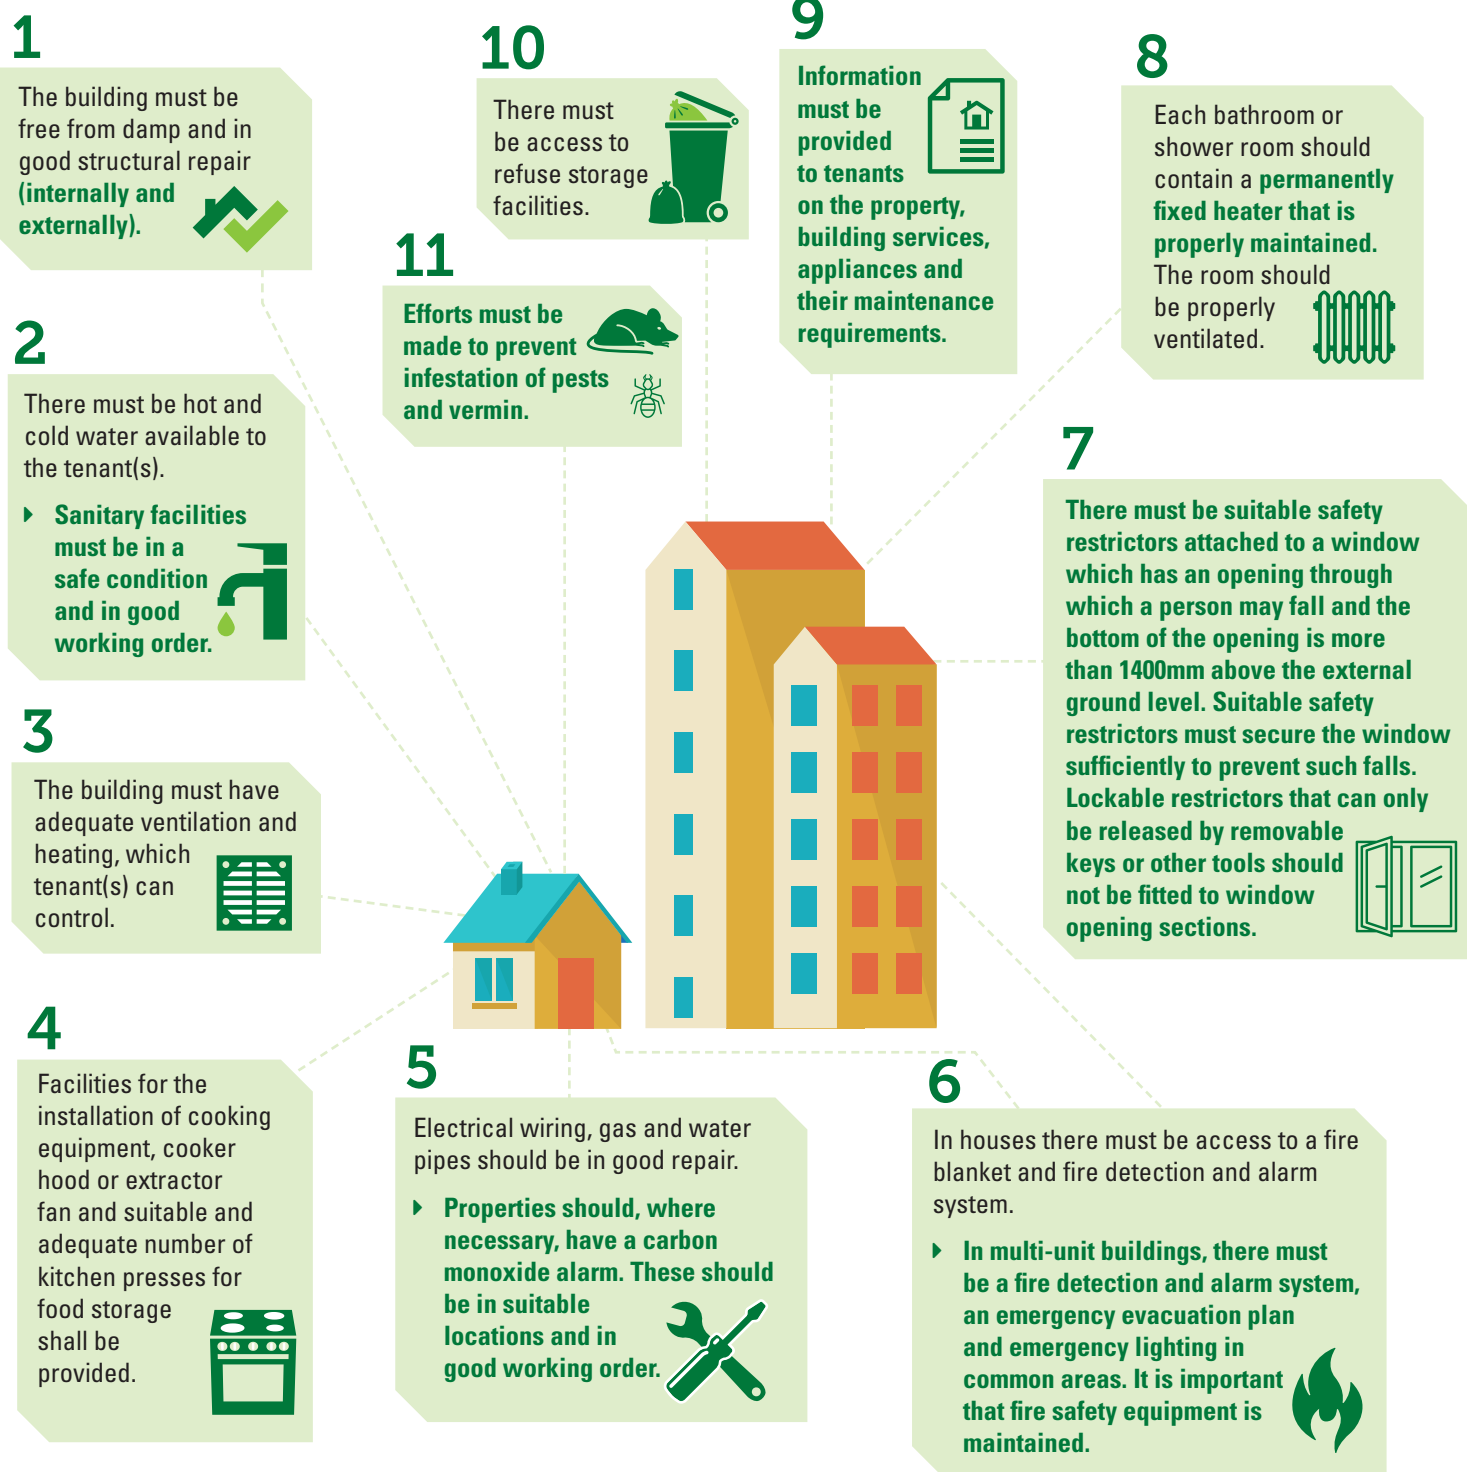 1
The building must be
free from damp and in
good structural repair
(internally and
externally).
2
There must be hot and
cold water available to
the tenant(s).
Sanitary facilities
must be in a
safe condition
and in good
working order.
3
The building must have
adequate ventilation and
heating, which
tenant(s) can
control.
4
Facilities for the
installation of cooking
equipment, cooker
hood or extractor
fan and suitable and
adequate number of
kitchen presses for
food storage
shall be
provided.
5
Electrical wiring, gas and water
pipes should be in good repair.
Properties should, where
necessary, have a carbon
monoxide alarm. These should
be in suitable
locations and in
good working order.
6
In houses there must be access to a fire
blanket and fire detection and alarm
system.
In multi-unit buildings, there must
be a fire detection and alarm system,
an emergency evacuation plan
and emergency lighting in
common areas. It is important
that fire safety equipment is
maintained.
7
There must be suitable safety
restrictors attached to a window
which has an opening through
which a person may fall and the
bottom of the opening is more
than 1400mm above the external
ground level. Suitable safety
restrictors must secure the window
sufficiently to prevent such falls.
Lockable restrictors that can only
be released by removable
keys or other tools should
not be fitted to window
opening sections.
8
Each bathroom or
shower room should
contain a permanently
fixed heater that is
properly maintained.
The room should
be properly
ventilated.
9
Information
must be
provided
to tenants
on the property,
building services,
appliances and
their maintenance
requirements.
10
There must
be access to
refuse storage
facilities.
11
Efforts must be
made to prevent
infestation of pests
and vermin.